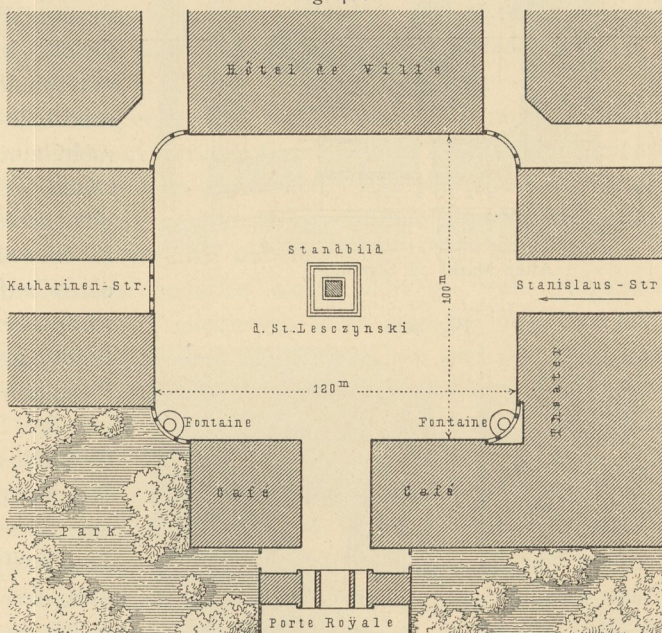 Hôtel de Ville
Standbild
Katharinen-Str.
Stanislaus-Str
d. St. Lesczynski
100m
120m
Theater
Fontaine
Fontaine
Café
Café
Park
Porte Royale